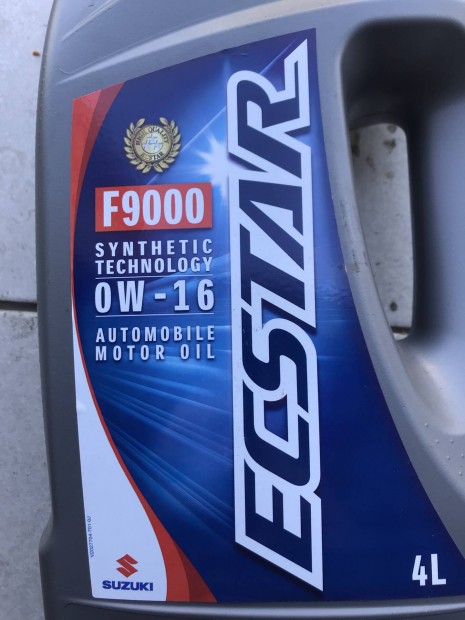 F9000
SYNTHETIC
TECHNOLOGY
0W-16
AUTOMOBILE
MOTOR OIL
ECSTAR
SUZUKI
4L